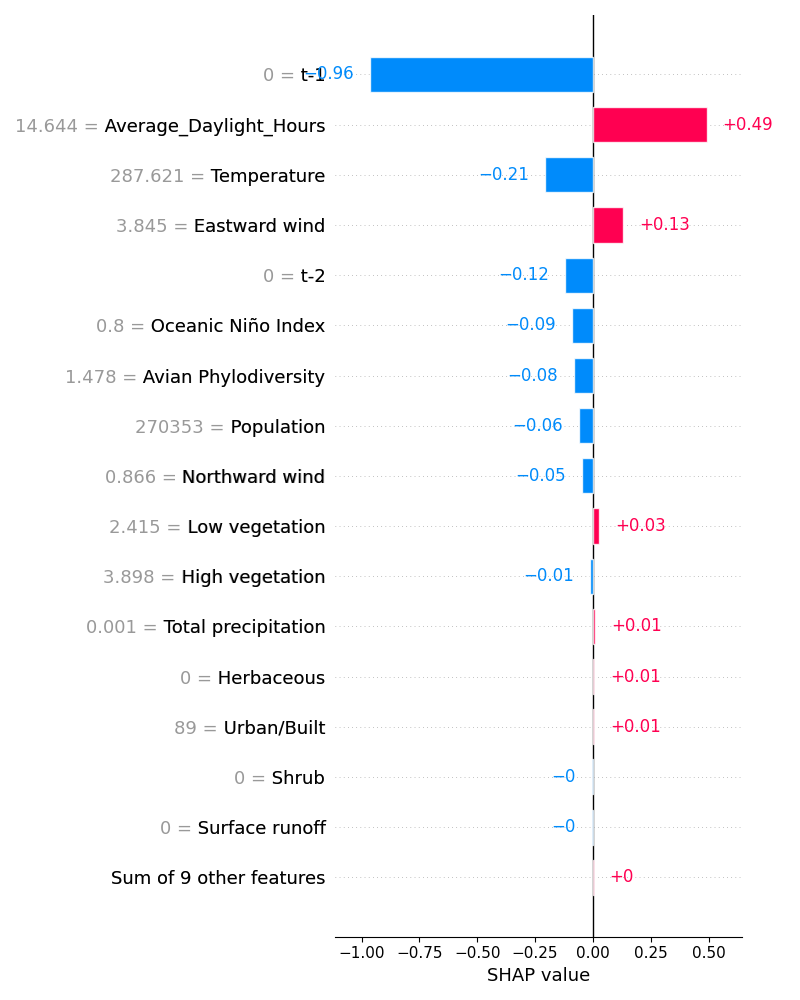 0 = t-1 −0.96
14.644 = Average_Daylight_Hours +0.49
287.621 = Temperature −0.21
3.845 = Eastward wind +0.13
0 = t-2 −0.12
0.8 = Oceanic Niño Index −0.09
1.478 = Avian Phylodiversity −0.08
270353 = Population −0.06
0.866 = Northward wind −0.05
2.415 = Low vegetation +0.03
3.898 = High vegetation −0.01
0.001 = Total precipitation +0.01
0 = Herbaceous +0.01
89 = Urban/Built +0.01
0 = Shrub −0
0 = Surface runoff −0
Sum of 9 other features +0
−1.00 −0.75 −0.50 −0.25 0.00 0.25 0.50
SHAP value